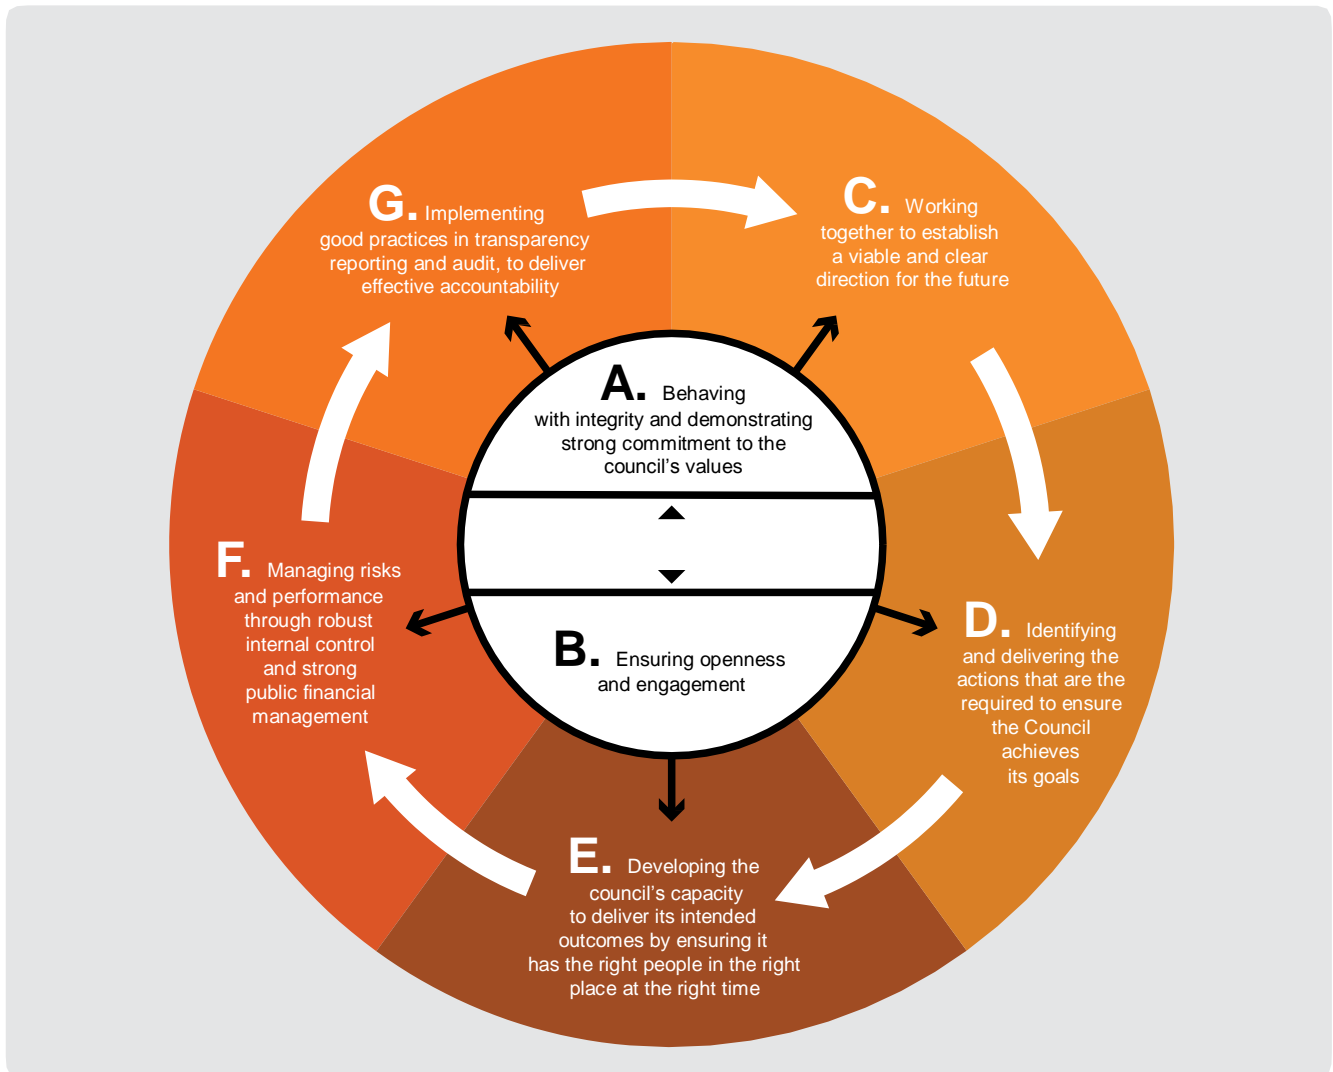 G. Implementing
good practices in transparency
reporting and audit, to deliver
effective accountability
C. Working
together to establish
a viable and clear
direction for the future
A. Behaving
with integrity and demonstrating
strong commitment to the
council’s values
B. Ensuring openness
and engagement
D. Identifying
and delivering the
actions that are the
required to ensure
the Council
achieves
its goals
E. Developing the
council’s capacity
to deliver its intended
outcomes by ensuring it
has the right people in the right
place at the right time
F. Managing risks
and performance
through robust
internal control
and strong
public financial
management